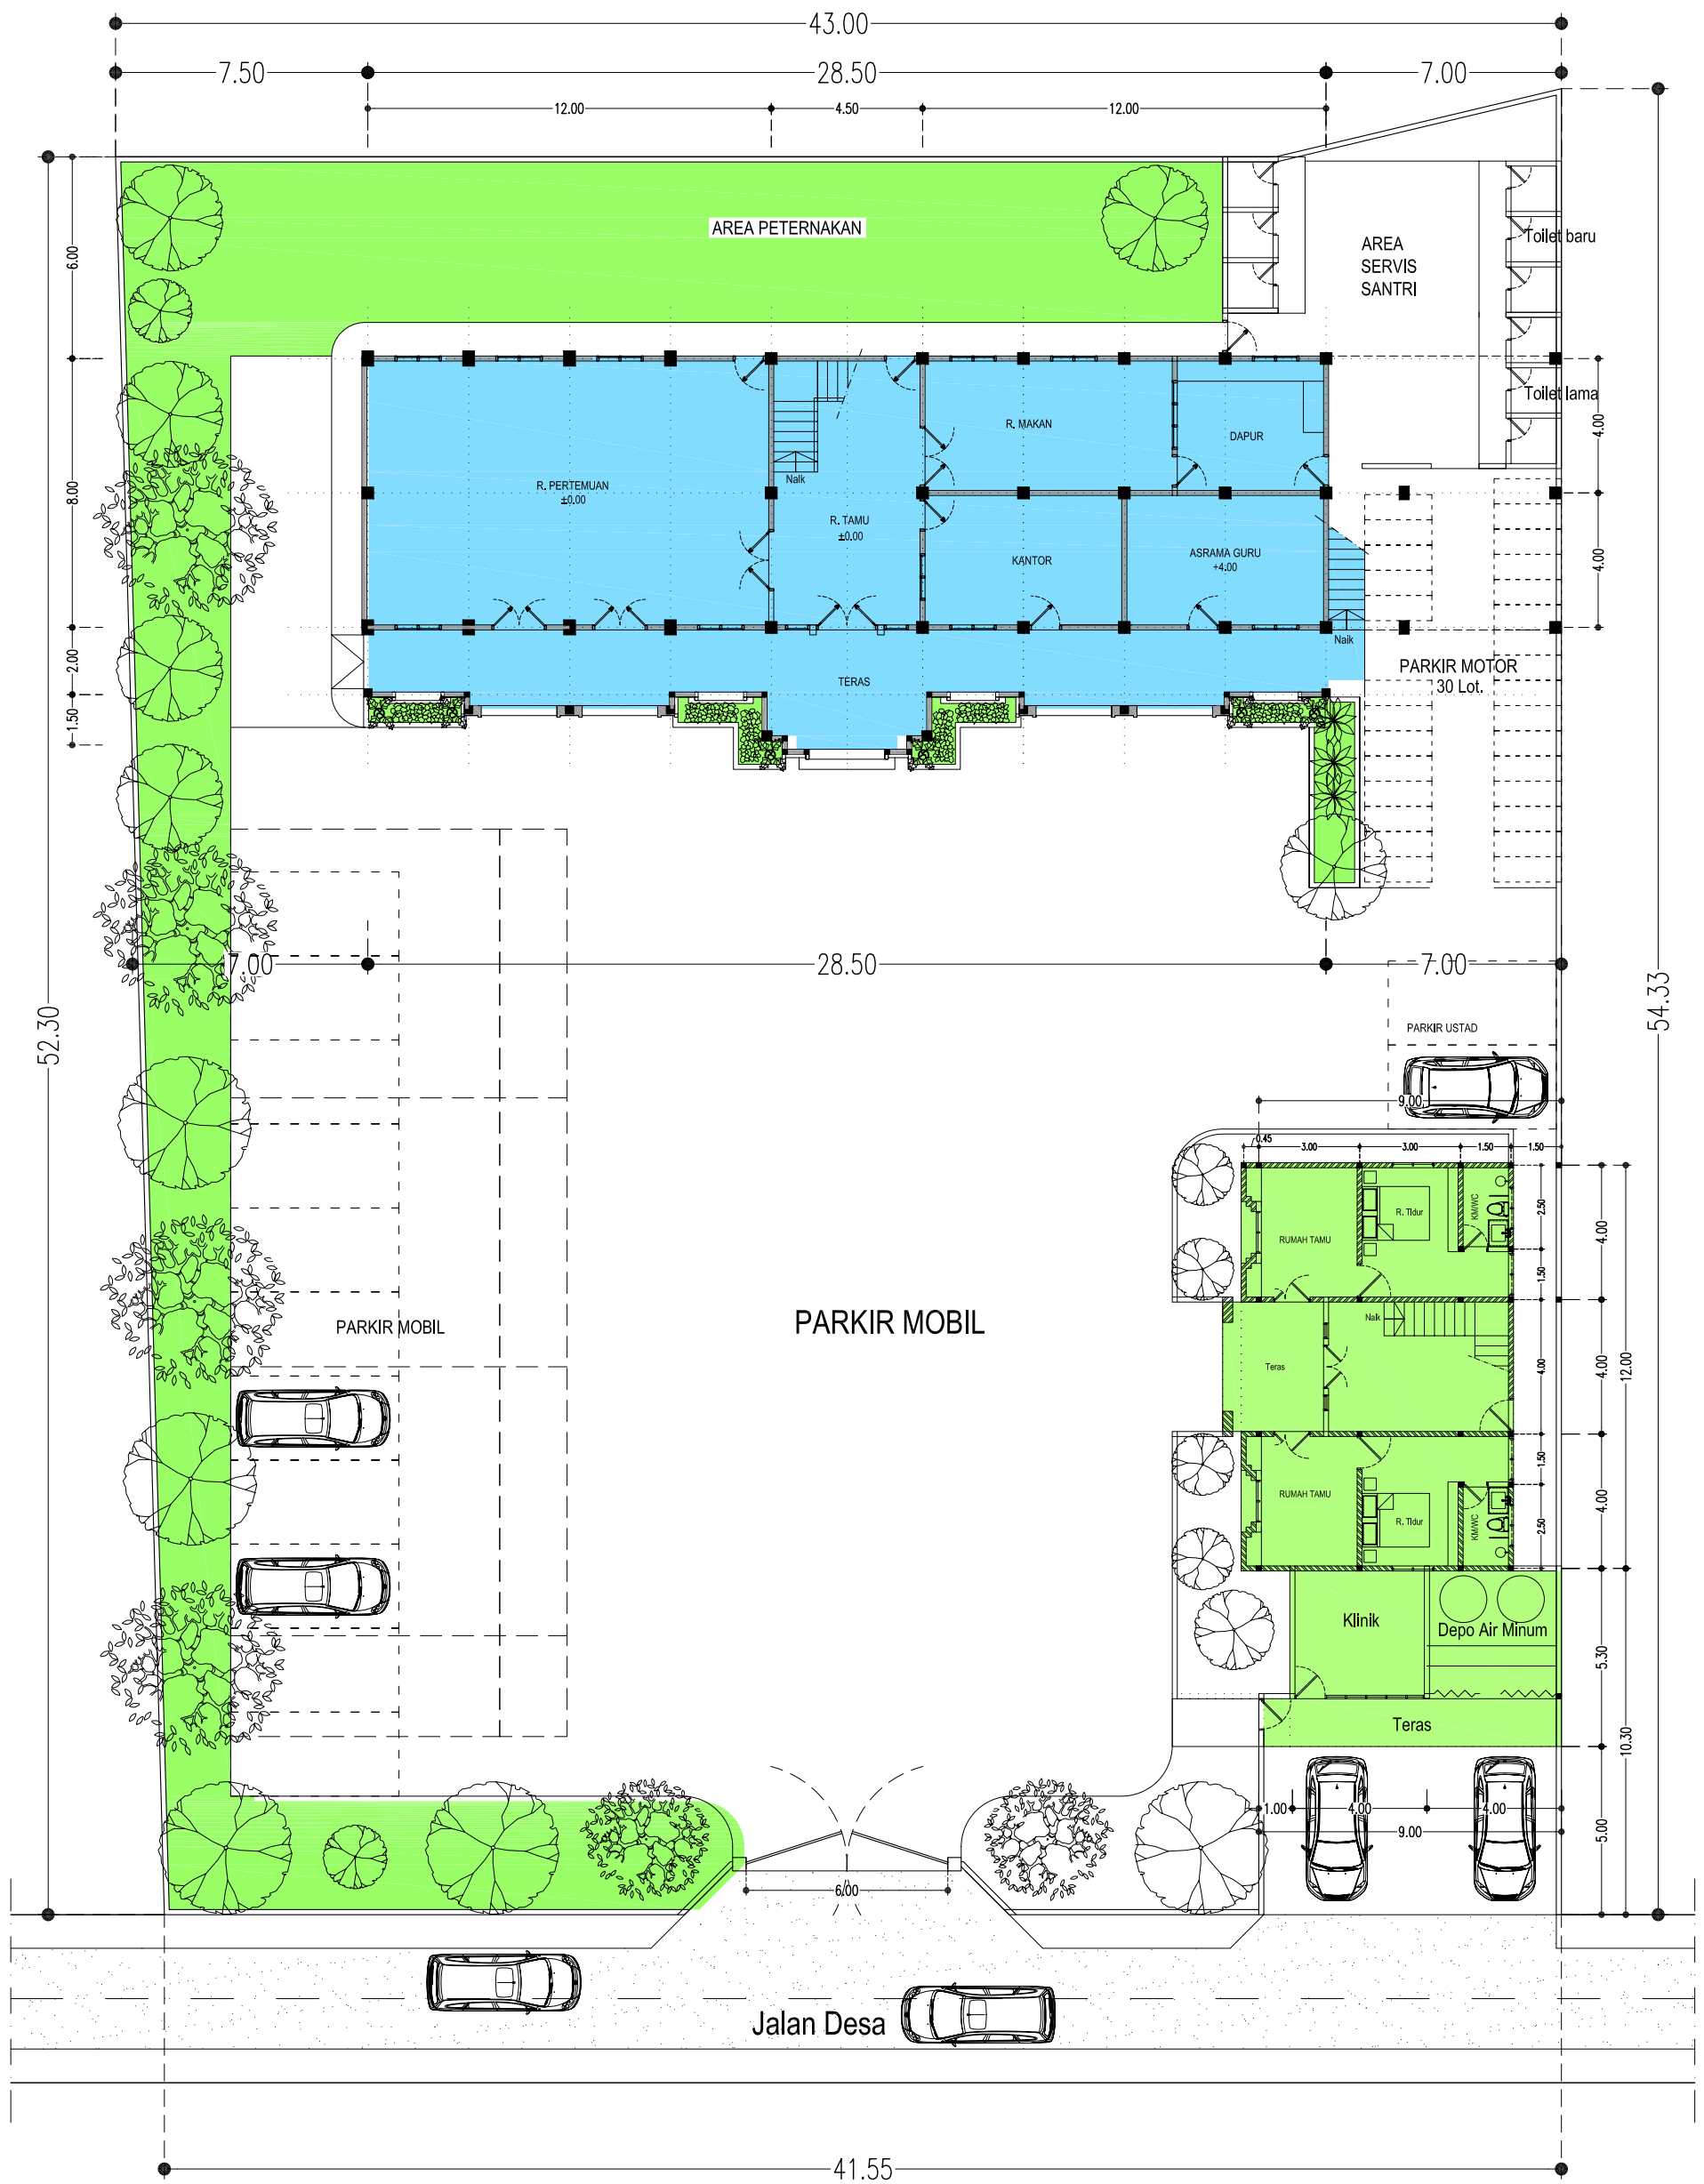 43.00
7.50
28.50
7.00
12.00
4.50
12.00
AREA PETERNAKAN
AREA
SERVIS
SANTRI
Toilet baru
6.00
Toilet lama
4.00
R. MAKAN
DAPUR
R. PERTEMUAN
±0.00
Naik
8.00
R. TAMU
±0.00
KANTOR
ASRAMA GURU
+4.00
4.00
Naik
2.00
TERAS
PARKIR MOTOR
30 Lot.
1.50
7.00
28.50
7.00
52.30
54.33
PARKIR USTAD
9.00
0.45
3.00
3.00
1.50
1.50
RUMAH TAMU
R. Tidur
KM/WC
2.50
4.00
1.50
PARKIR MOBIL
PARKIR MOBIL
Naik
Teras
4.00
4.00
12.00
RUMAH TAMU
R. Tidur
KM/WC
1.50
4.00
2.50
Klinik
Depo Air Minum
5.30
Teras
10.30
1.00
4.00
4.00
9.00
5.00
6.00
Jalan Desa
41.55